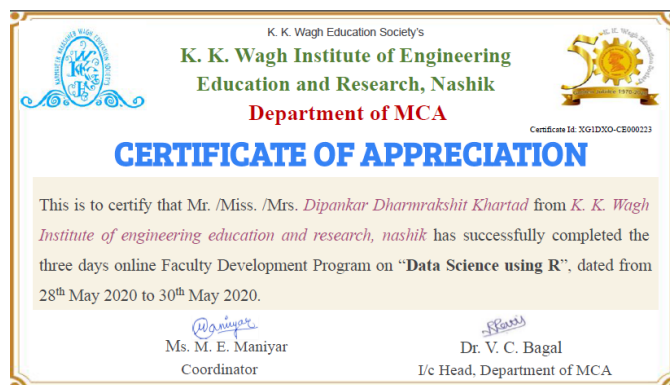 K. K. Wagh Education Society's
K. K. Wagh Institute of Engineering
Education and Research, Nashik
Department of MCA
Certificate Id: XG1DXO-CE000223
CERTIFICATE OF APPRECIATION
This is to certify that Mr. /Miss. /Mrs. Dipankar Dharmrakshit Khartad from K. K. Wagh
Institute of engineering education and research, nashik has successfully completed the
three days online Faculty Development Program on “Data Science using R”, dated from
28th May 2020 to 30th May 2020.
Maniyar
Ms. M. E. Maniyar
Dr. V. C. Bagal
Coordinator
I/c Head, Department of MCA